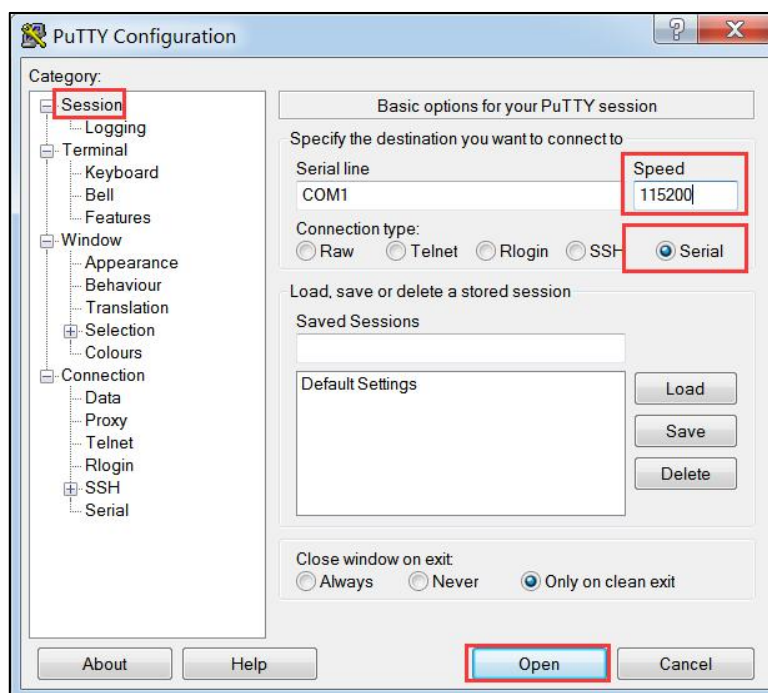 PuTTY Configuration
Category:
Session
Logging
Terminal
Keyboard
Bell
Features
Window
Appearance
Behaviour
Translation
Selection
Colours
Connection
Data
Proxy
Telnet
Rlogin
SSH
Serial
Basic options for your PuTTY session
Specify the destination you want to connect to
Serial line Speed
COM1 115200
Connection type:
Raw Telnet Rlogin SSH Serial
Load, save or delete a stored session
Saved Sessions
Default Settings
Load
Save
Delete
Close window on exit:
Always Never Only on clean exit
About Help Open Cancel